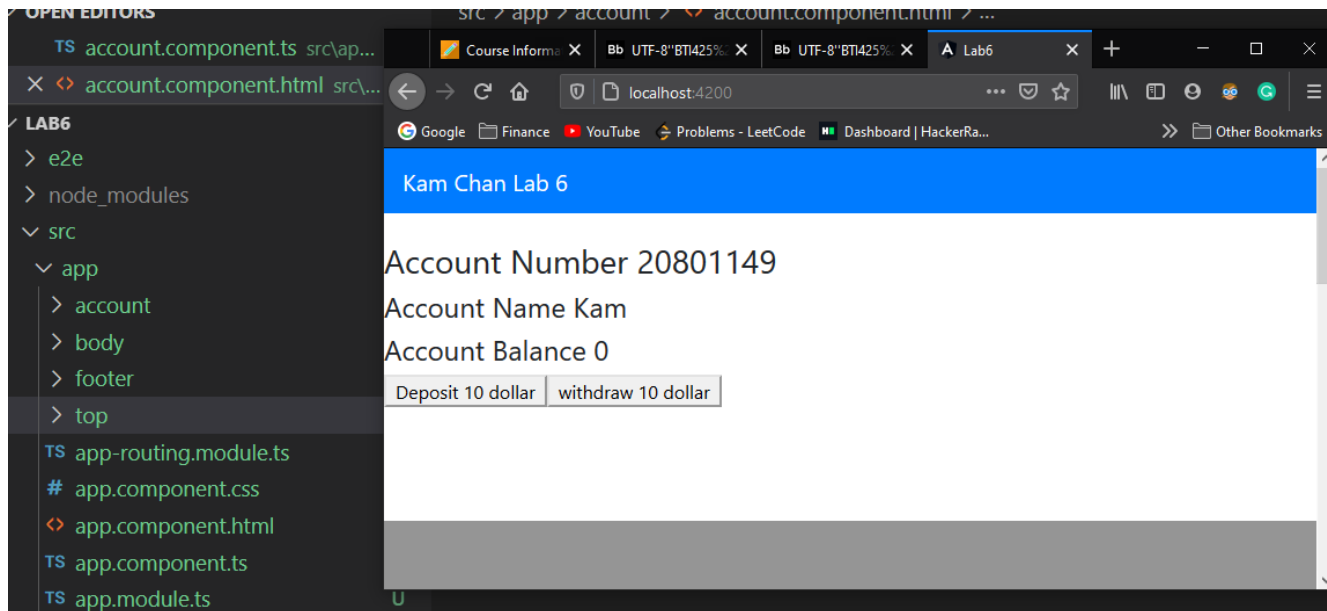 OPEN EDITORS
TS account.component.ts src\ap...
account.component.html src\...
LAB6
e2e
node_modules
src
app
account
body
footer
top
TS app-routing.module.ts
# app.component.css
app.component.html
TS app.component.ts
TS app.module.ts
U
src > app > account > account.component.html > ...
Course Informa
Bb UTF-8''BTI425%
Bb UTF-8''BTI425%
Lab6
localhost:4200
Google Finance YouTube Problems - LeetCode Dashboard | HackerRa... Other Bookmarks
Kam Chan Lab 6
Account Number 20801149
Account Name Kam
Account Balance 0
Deposit 10 dollar withdraw 10 dollar